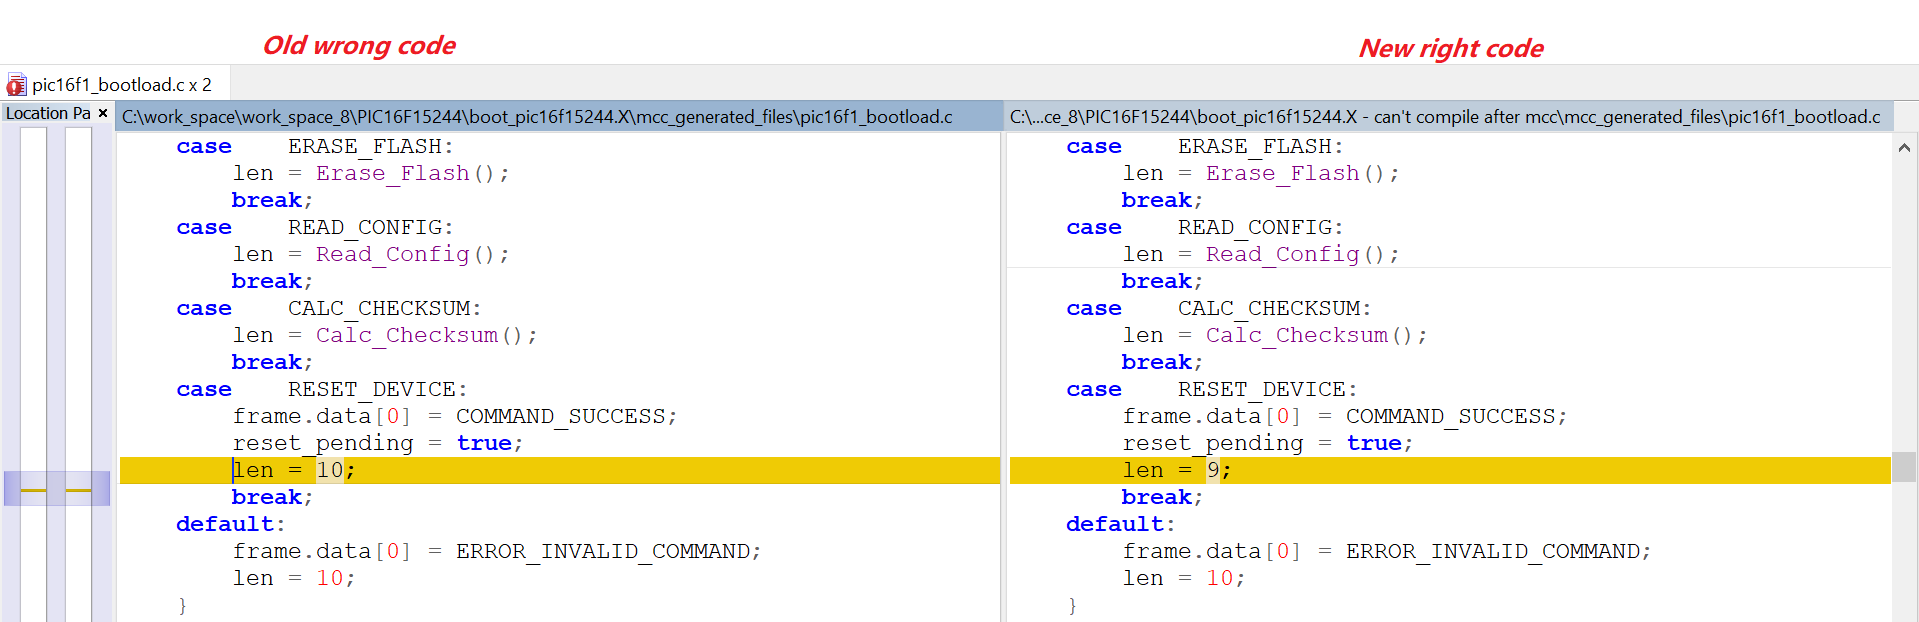 Old wrong code
New right code
pic16f1_bootload.c x 2
Location Pa ×
C:\work_space\work_space_8\PIC16F15244\boot_pic16f15244.X\mcc_generated_files\pic16f1_bootload.c
case    ERASE_FLASH:
    len = Erase_Flash();
    break;
case    READ_CONFIG:
    len = Read_Config();
    break;
case    CALC_CHECKSUM:
    len = Calc_Checksum();
    break;
case    RESET_DEVICE:
    frame.data[0] = COMMAND_SUCCESS;
    reset_pending = true;
    len = 10;
    break;
default:
    frame.data[0] = ERROR_INVALID_COMMAND;
    len = 10;
}
C:\...ce_8\PIC16F15244\boot_pic16f15244.X - can't compile after mcc\mcc_generated_files\pic16f1_bootload.c
case    ERASE_FLASH:
    len = Erase_Flash();
    break;
case    READ_CONFIG:
    len = Read_Config();
    break;
case    CALC_CHECKSUM:
    len = Calc_Checksum();
    break;
case    RESET_DEVICE:
    frame.data[0] = COMMAND_SUCCESS;
    reset_pending = true;
    len = 9;
    break;
default:
    frame.data[0] = ERROR_INVALID_COMMAND;
    len = 10;
}